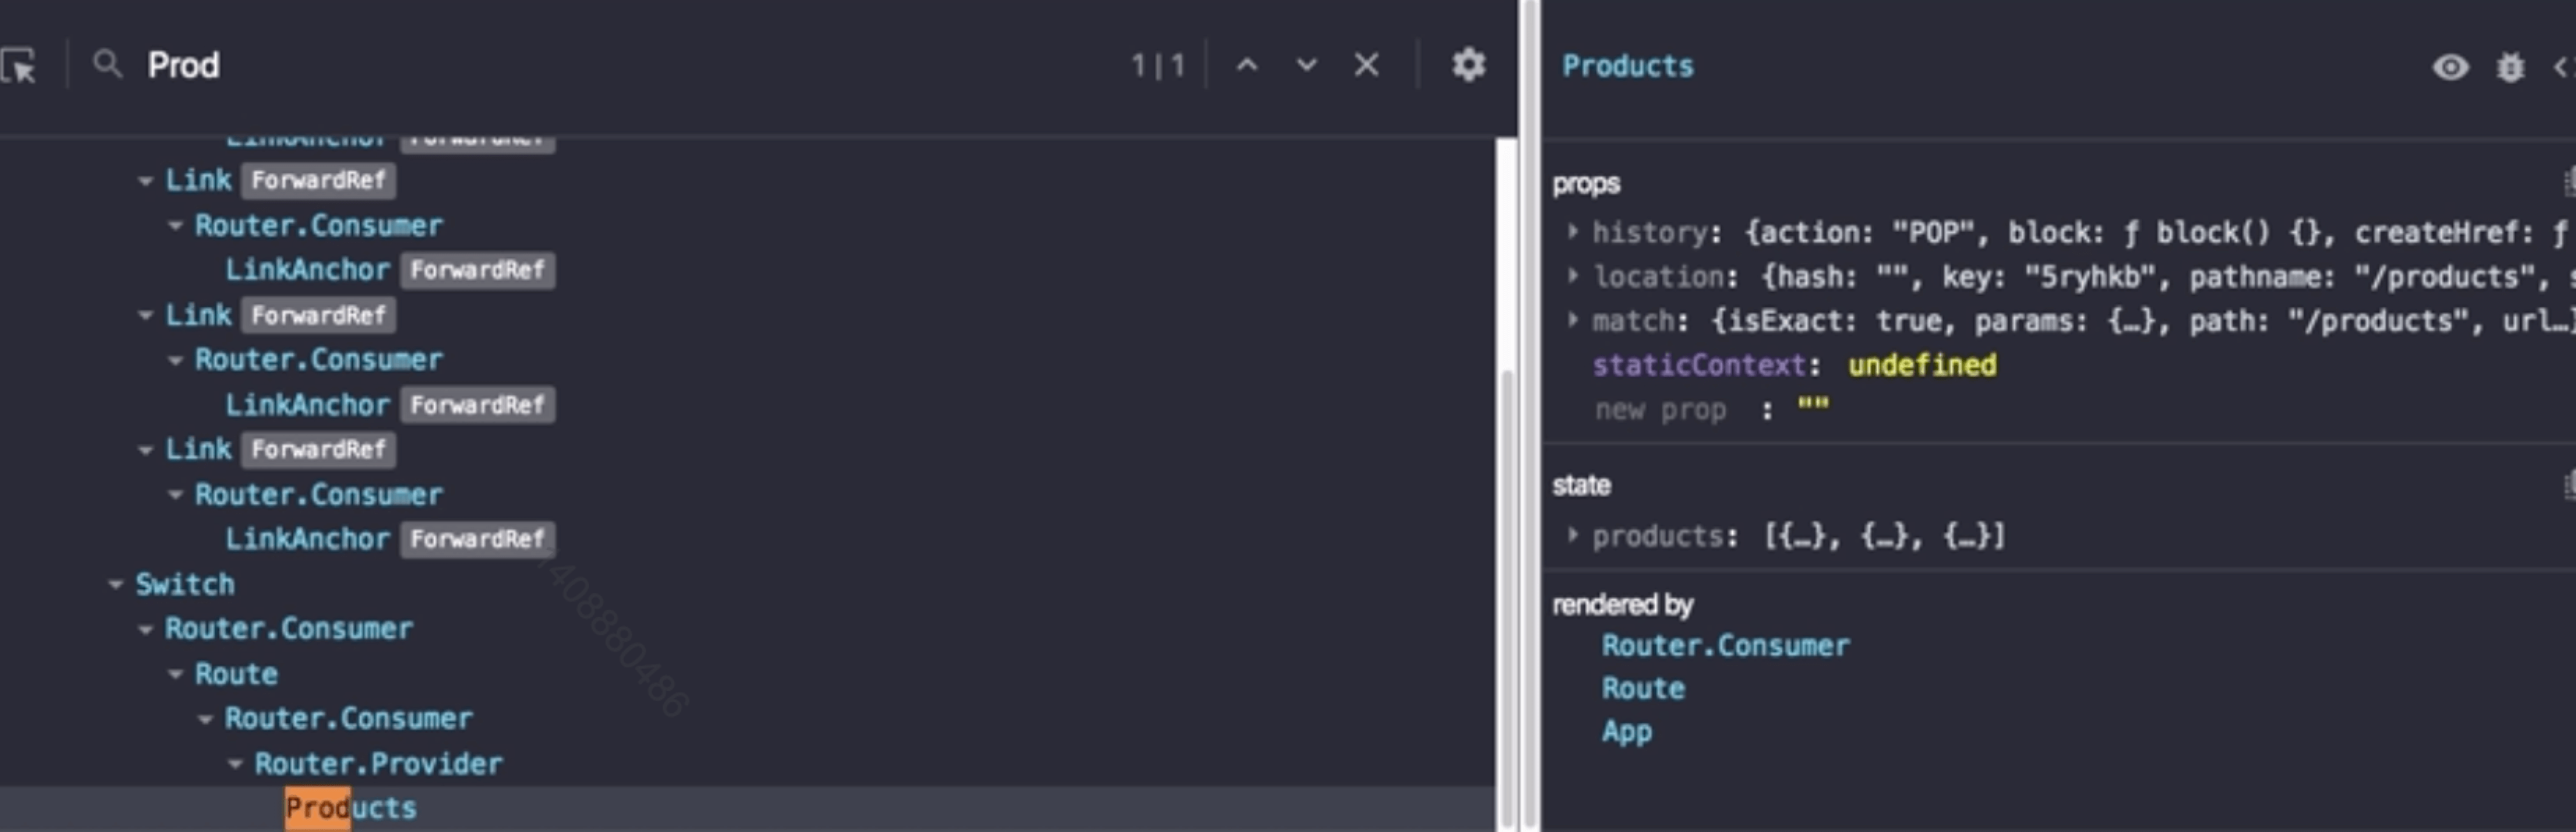 Prod
1|1
LinkAnchor ForwardRef
Link ForwardRef
Router.Consumer
LinkAnchor ForwardRef
Link ForwardRef
Router.Consumer
LinkAnchor ForwardRef
Link ForwardRef
Router.Consumer
LinkAnchor ForwardRef
Switch
Router.Consumer
Route
Router.Consumer
Router.Provider
Products
Products
props
history: {action: "POP", block: ƒ block() {}, createHref: ƒ
location: {hash: "", key: "5ryhkb", pathname: "/products",
match: {isExact: true, params: {…}, path: "/products", url…}
staticContext: undefined
new prop : ""
state
products: [{…}, {…}, {…}]
rendered by
Router.Consumer
Route
App